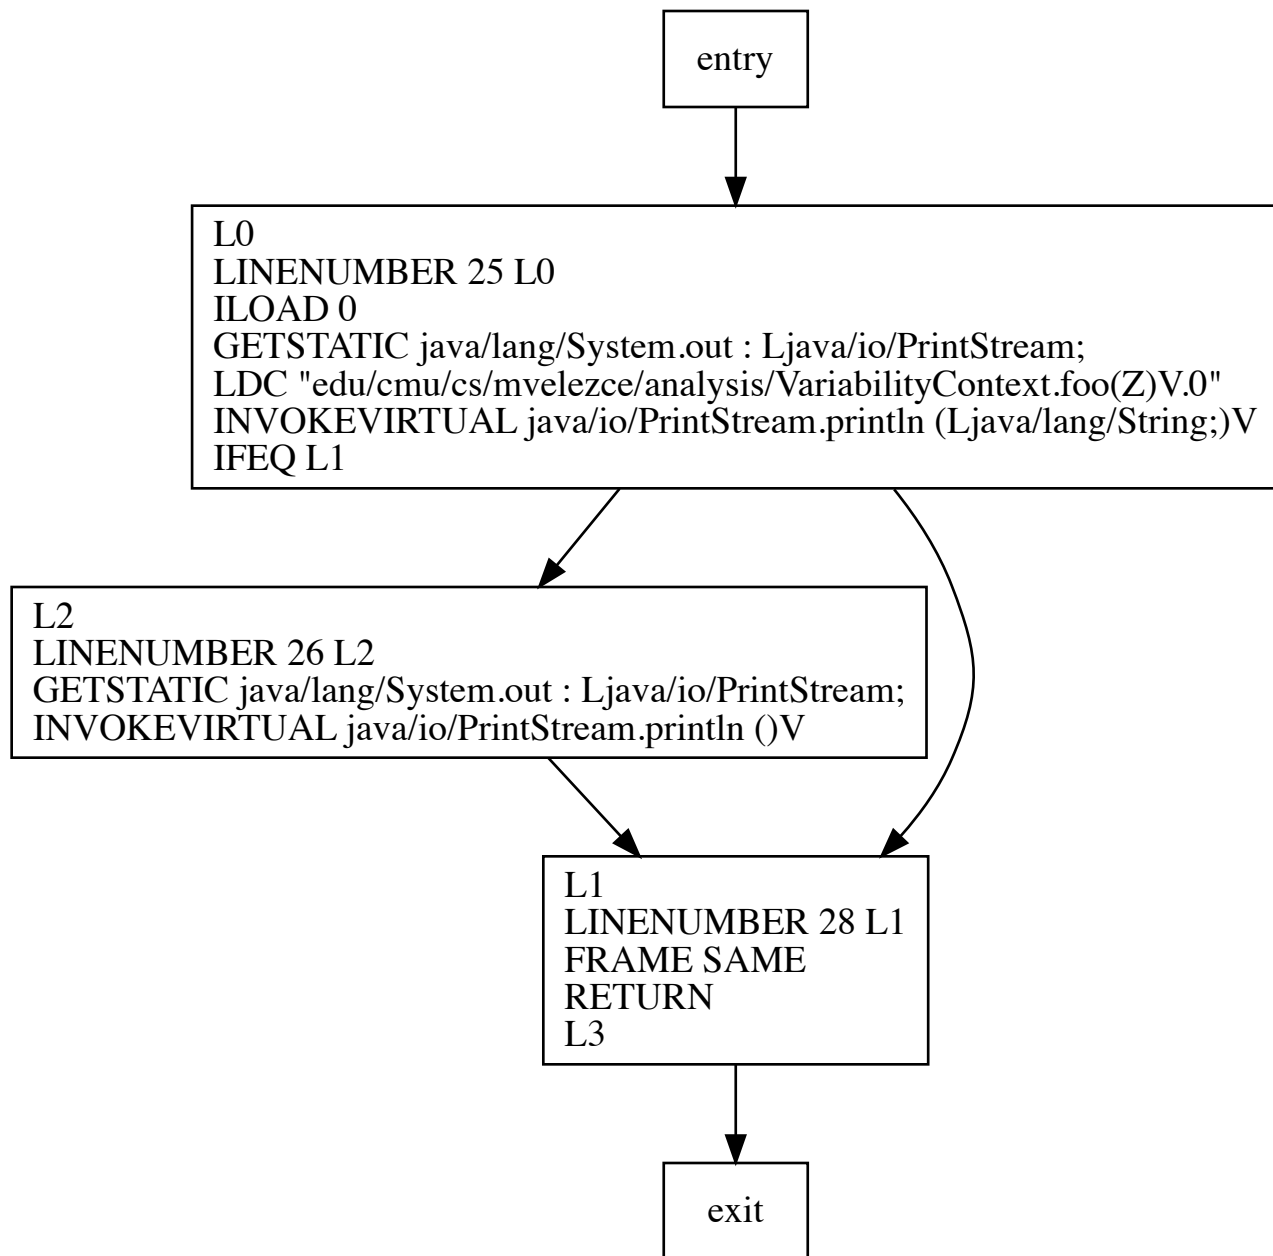 entry
L0
LINENUMBER 25 L0
ILOAD 0
GETSTATIC java/lang/System.out : Ljava/io/PrintStream;
LDC "edu/cmu/cs/mvelezce/analysis/VariabilityContext.foo(Z)V.0"
INVOKEVIRTUAL java/io/PrintStream.println (Ljava/lang/String;)V
IFEQ L1
L2
LINENUMBER 26 L2
GETSTATIC java/lang/System.out : Ljava/io/PrintStream;
INVOKEVIRTUAL java/io/PrintStream.println ()V
L1
LINENUMBER 28 L1
FRAME SAME
RETURN
L3
exit